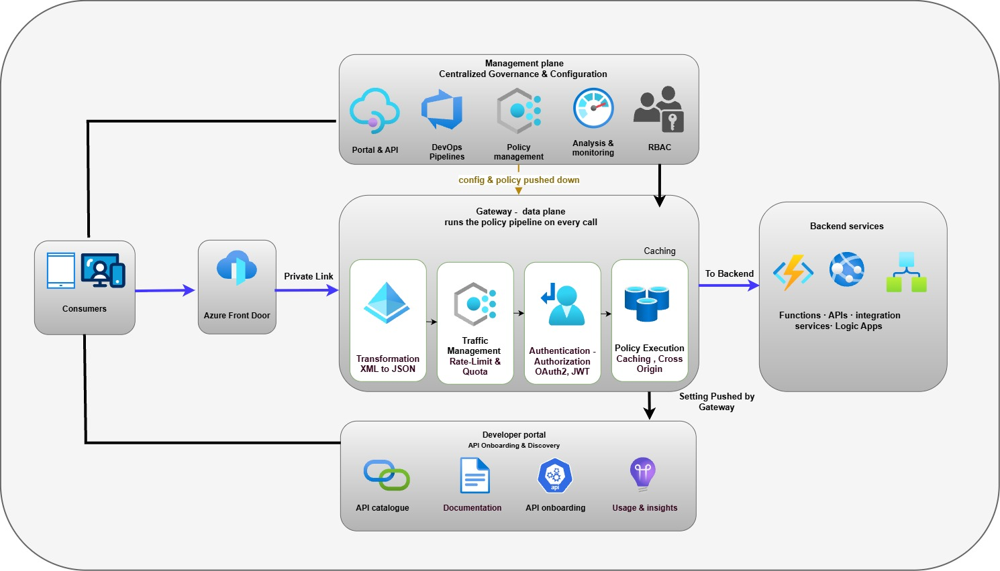 Management plane
Centralized Governance & Configuration
Portal & API
DevOps
Pipelines
Policy
management
Analysis &
monitoring
RBAC
config & policy pushed down
Gateway - data plane
runs the policy pipeline on every call
Caching
Consumers
Azure Front Door
Private Link
Transformation
XML to JSON
Traffic
Management
Rate-Limit &
Quota
Authentication -
Authorization
OAuth2, JWT
Policy Execution
Caching , Cross
Origin
To Backend
Backend services
Functions · APIs · integration
services· Logic Apps
Setting Pushed by
Gateway
Developer portal
API Onboarding & Discovery
API catalogue
Documentation
api
API onboarding
Usage & insights